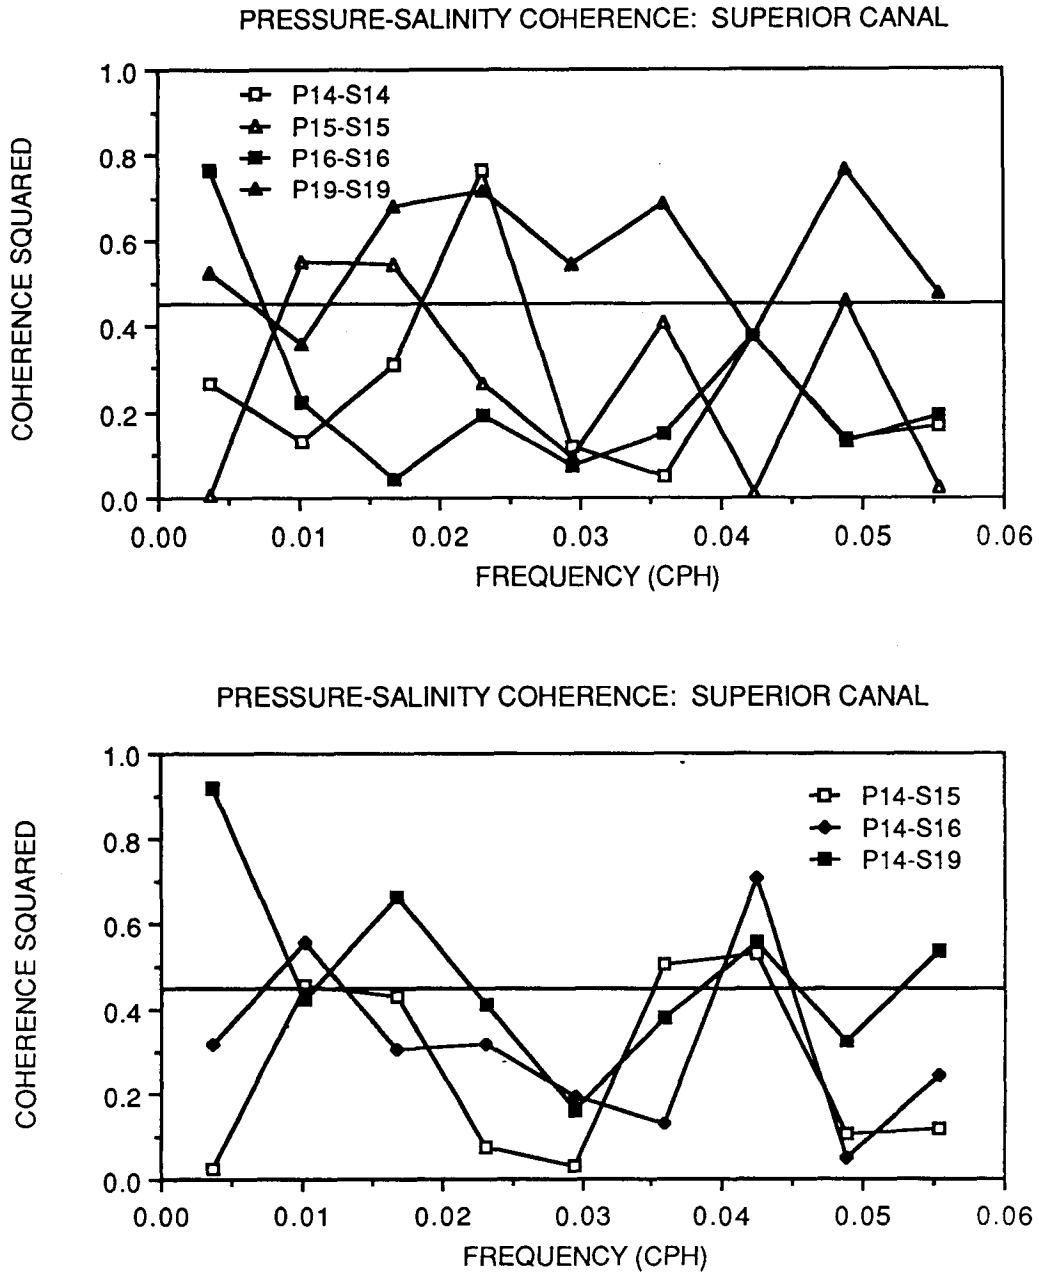 PRESSURE-SALINITY COHERENCE: SUPERIOR CANAL
1.0
P14-S14
P15-S15
0.8
P16-S16
P19-S19
COHERENCE SQUARED
0.6
0.4
0.2
0.0
0.00 0.01 0.02 0.03 0.04 0.05 0.06
FREQUENCY (CPH)
PRESSURE-SALINITY COHERENCE: SUPERIOR CANAL
1.0
P14-S15
P14-S16
0.8
P14-S19
COHERENCE SQUARED
0.6
0.4
0.2
0.0
0.00 0.01 0.02 0.03 0.04 0.05 0.06
FREQUENCY (CPH)